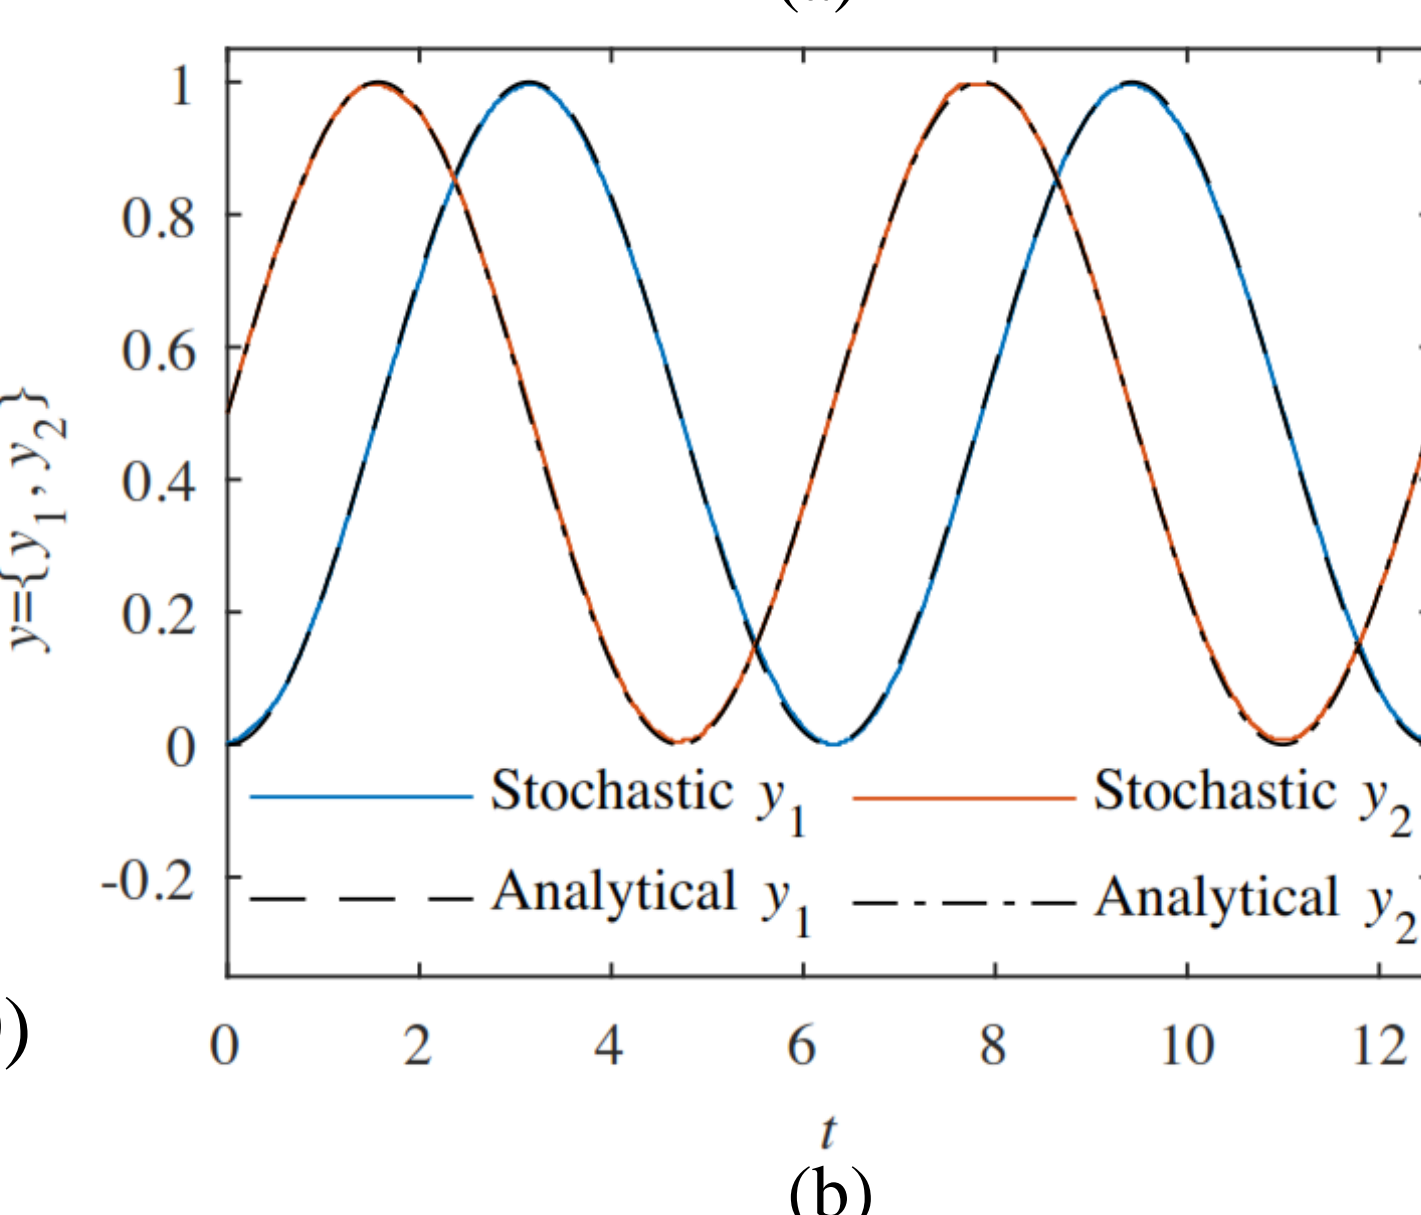 1
0.8
0.6
0.4
0.2
0
-0.2
y={y1, y2}
Stochastic y1
Stochastic y2
Analytical y1
Analytical y2
)
0 2 4 6 8 10 12
t
(b)